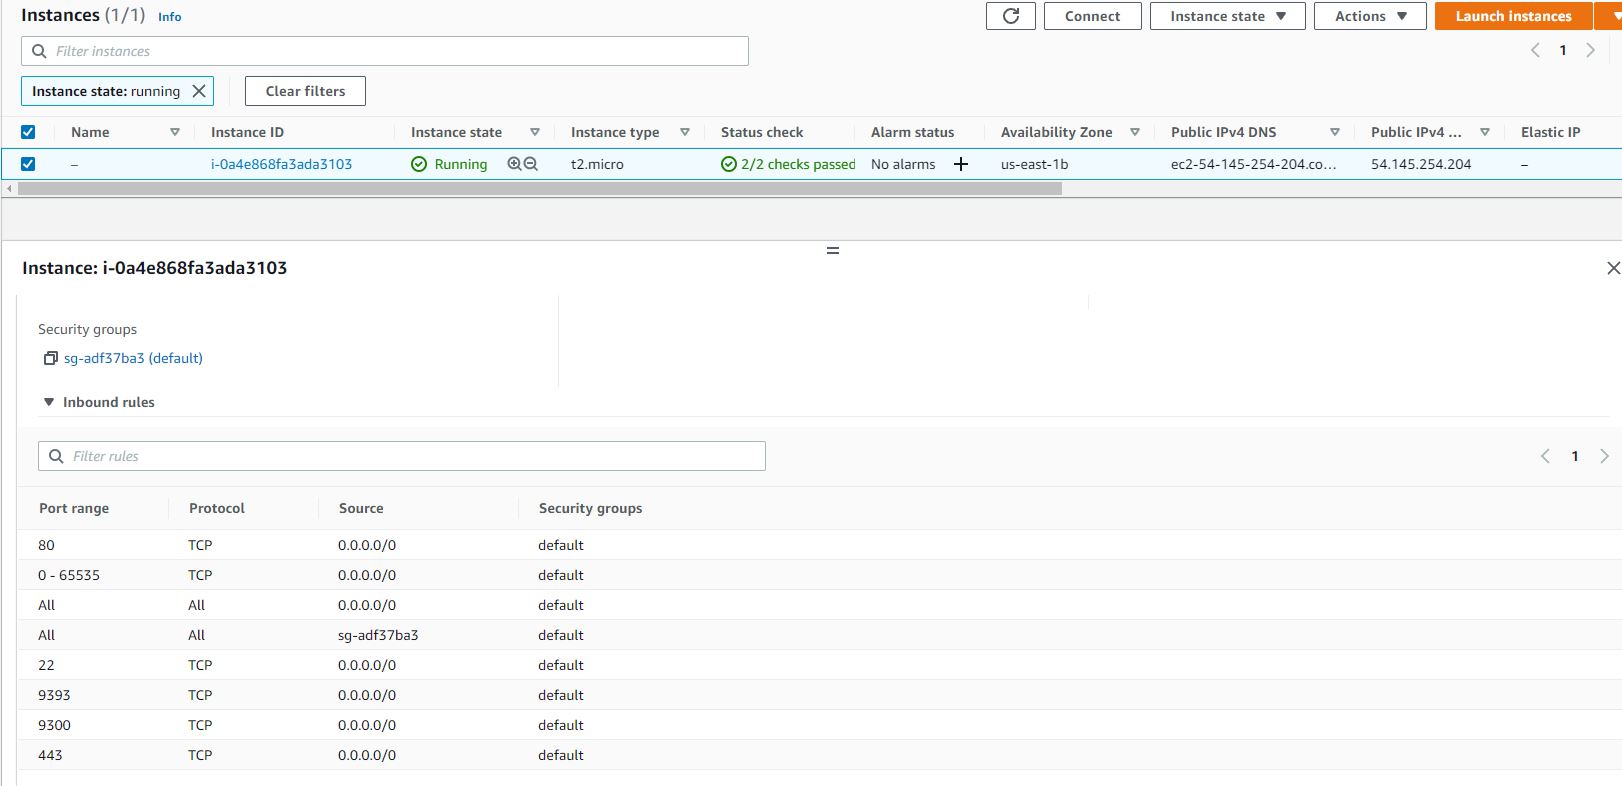 Instances (1/1) Info
Connect Instance state Actions Launch instances
Filter instances
1
Instance state: running Clear filters
Name Instance ID Instance state Instance type Status check Alarm status Availability Zone Public IPv4 DNS Public IPv4 ... Elastic IP
– i-0a4e868fa3ada3103 Running t2.micro 2/2 checks passed No alarms + us-east-1b ec2-54-145-254-204.co... 54.145.254.204 –
Instance: i-0a4e868fa3ada3103
Security groups
sg-adf37ba3 (default)
Inbound rules
Filter rules
1
Port range Protocol Source Security groups
80 TCP 0.0.0.0/0 default
0 - 65535 TCP 0.0.0.0/0 default
All All 0.0.0.0/0 default
All All sg-adf37ba3 default
22 TCP 0.0.0.0/0 default
9393 TCP 0.0.0.0/0 default
9300 TCP 0.0.0.0/0 default
443 TCP 0.0.0.0/0 default